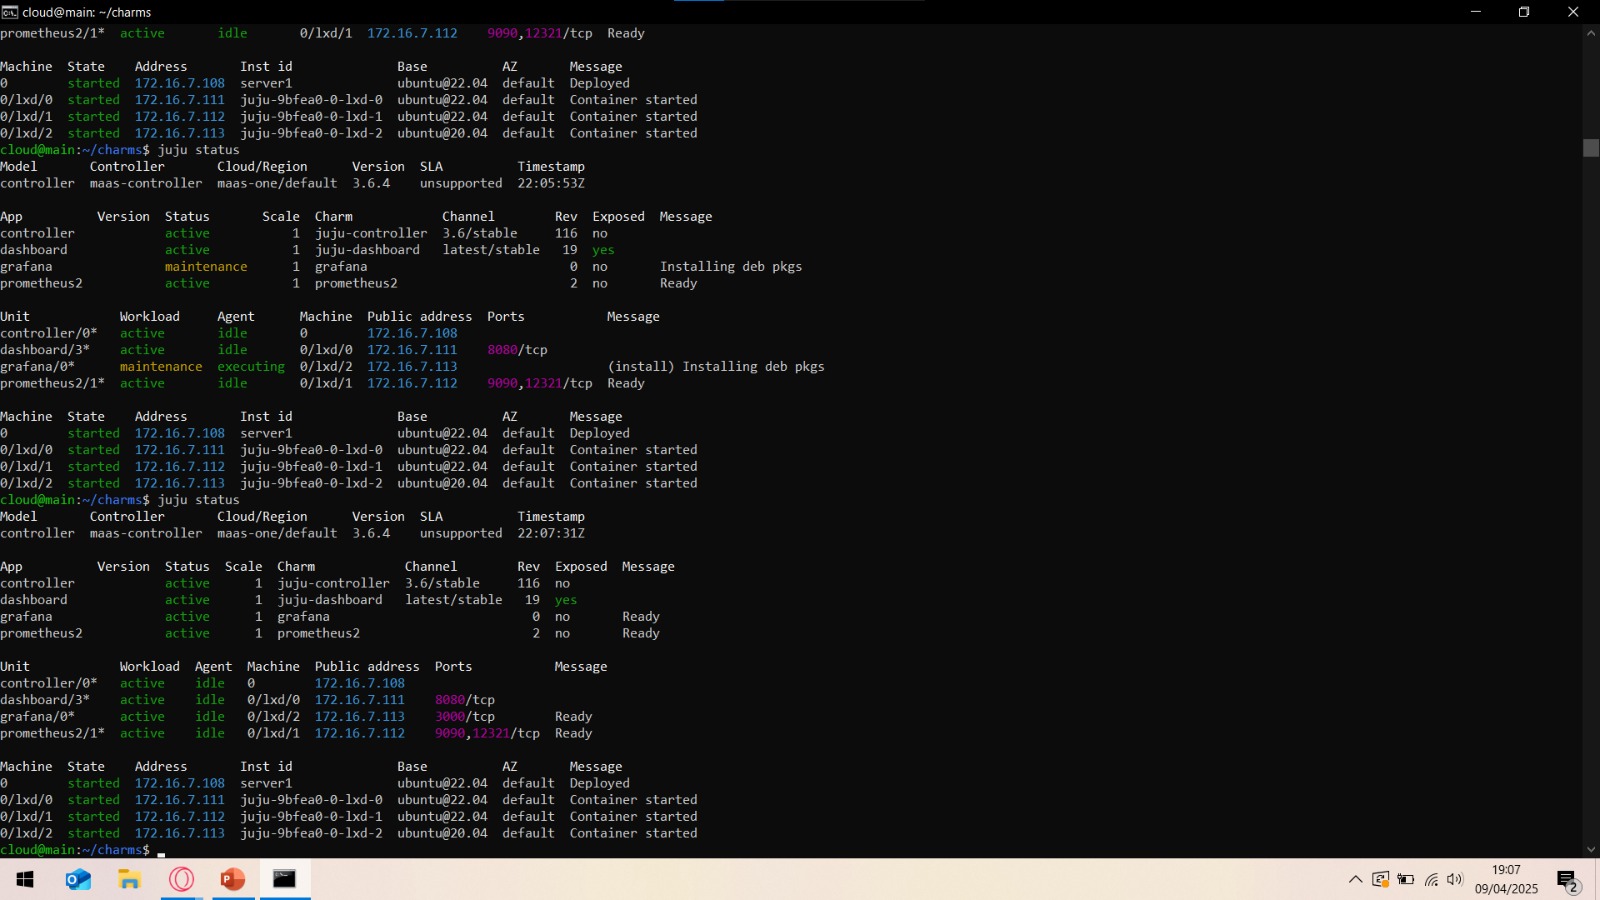 cloud@main: ~/charms
prometheus2/1*  active       idle       0/lxd/1  172.16.7.112    9090,12321/tcp  Ready
Machine  State    Address       Inst id              Base          AZ       Message
0        started  172.16.7.108  server1              ubuntu@22.04  default  Deployed
0/lxd/0  started  172.16.7.111  juju-9bfea0-0-lxd-0  ubuntu@22.04  default  Container started
0/lxd/1  started  172.16.7.112  juju-9bfea0-0-lxd-1  ubuntu@22.04  default  Container started
0/lxd/2  started  172.16.7.113  juju-9bfea0-0-lxd-2  ubuntu@20.04  default  Container started
cloud@main:~/charms$ juju status
Model       Controller       Cloud/Region      Version  SLA          Timestamp
controller  maas-controller  maas-one/default  3.6.4    unsupported  22:05:53Z
App          Version  Status       Scale  Charm            Channel        Rev  Exposed  Message
controller            active           1  juju-controller  3.6/stable     116  no
dashboard             active           1  juju-dashboard   latest/stable   19  yes
grafana               maintenance      1  grafana                           0  no       Installing deb pkgs
prometheus2           active           1  prometheus2                       2  no       Ready
Unit            Workload     Agent      Machine  Public address  Ports           Message
controller/0*   active       idle       0        172.16.7.108
dashboard/3*    active       idle       0/lxd/0  172.16.7.111    8080/tcp
grafana/0*      maintenance  executing  0/lxd/2  172.16.7.113                    (install) Installing deb pkgs
prometheus2/1*  active       idle       0/lxd/1  172.16.7.112    9090,12321/tcp  Ready
Machine  State    Address       Inst id              Base          AZ       Message
0        started  172.16.7.108  server1              ubuntu@22.04  default  Deployed
0/lxd/0  started  172.16.7.111  juju-9bfea0-0-lxd-0  ubuntu@22.04  default  Container started
0/lxd/1  started  172.16.7.112  juju-9bfea0-0-lxd-1  ubuntu@22.04  default  Container started
0/lxd/2  started  172.16.7.113  juju-9bfea0-0-lxd-2  ubuntu@20.04  default  Container started
cloud@main:~/charms$ juju status
Model       Controller       Cloud/Region      Version  SLA          Timestamp
controller  maas-controller  maas-one/default  3.6.4    unsupported  22:07:31Z
App          Version  Status  Scale  Charm            Channel        Rev  Exposed  Message
controller            active      1  juju-controller  3.6/stable     116  no
dashboard             active      1  juju-dashboard   latest/stable   19  yes
grafana               active      1  grafana                           0  no       Ready
prometheus2           active      1  prometheus2                       2  no       Ready
Unit            Workload  Agent  Machine  Public address  Ports           Message
controller/0*   active    idle   0        172.16.7.108
dashboard/3*    active    idle   0/lxd/0  172.16.7.111    8080/tcp
grafana/0*      active    idle   0/lxd/2  172.16.7.113    3000/tcp        Ready
prometheus2/1*  active    idle   0/lxd/1  172.16.7.112    9090,12321/tcp  Ready
Machine  State    Address       Inst id              Base          AZ       Message
0        started  172.16.7.108  server1              ubuntu@22.04  default  Deployed
0/lxd/0  started  172.16.7.111  juju-9bfea0-0-lxd-0  ubuntu@22.04  default  Container started
0/lxd/1  started  172.16.7.112  juju-9bfea0-0-lxd-1  ubuntu@22.04  default  Container started
0/lxd/2  started  172.16.7.113  juju-9bfea0-0-lxd-2  ubuntu@20.04  default  Container started
cloud@main:~/charms$
19:07
09/04/2025
2